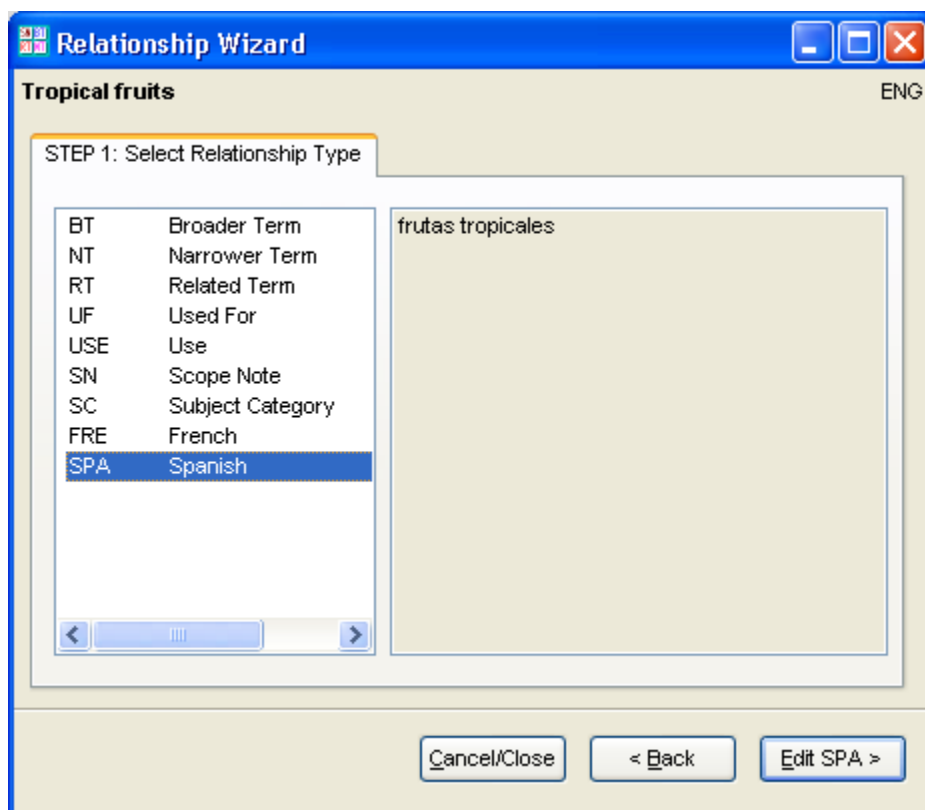 Relationship Wizard
Tropical fruits ENG
STEP 1: Select Relationship Type
BT Broader Term
NT Narrower Term
RT Related Term
UF Used For
USE Use
SN Scope Note
SC Subject Category
FRE French
SPA Spanish
frutas tropicales
Cancel/Close < Back Edit SPA >